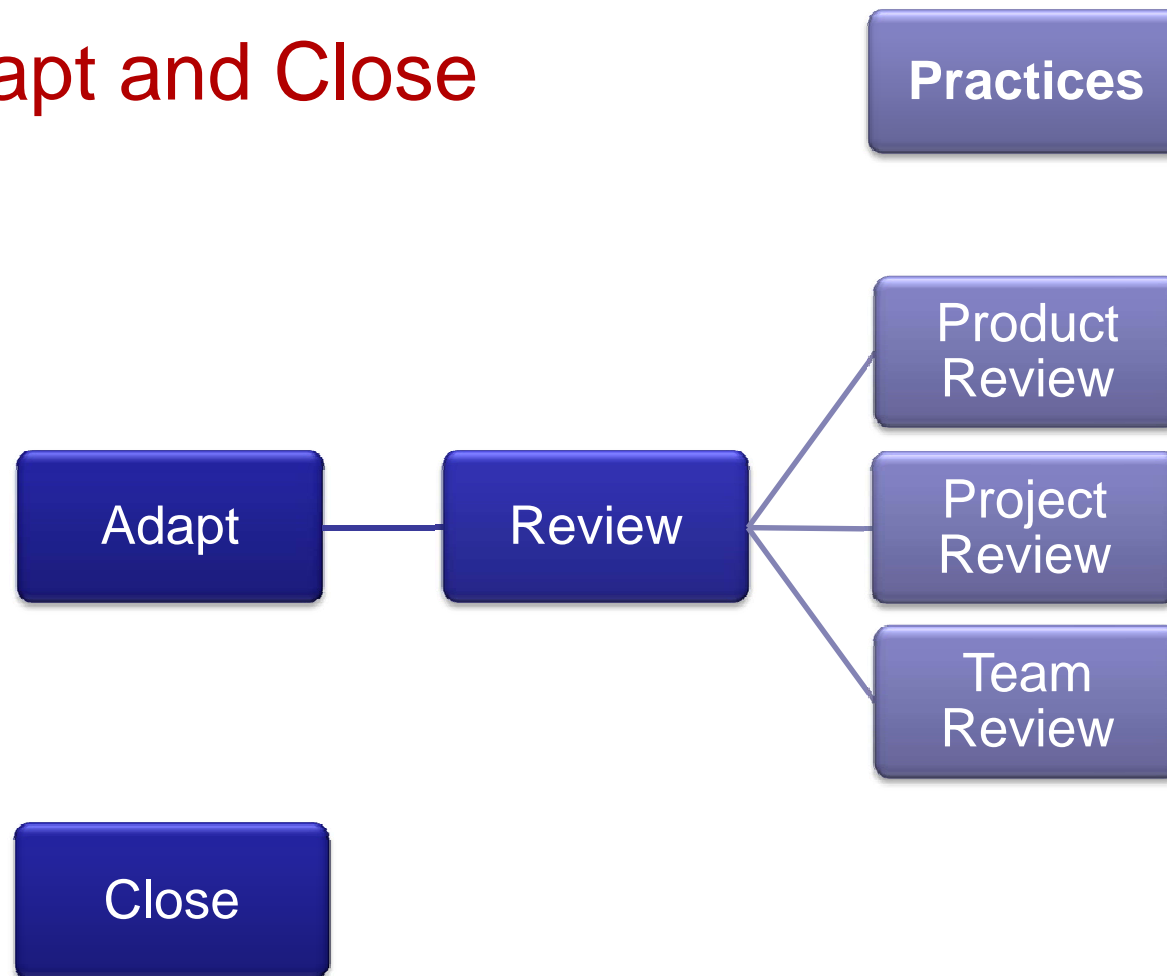 apt and Close
Practices
Product
Review
Adapt
Review
Project
Review
Team
Review
Close